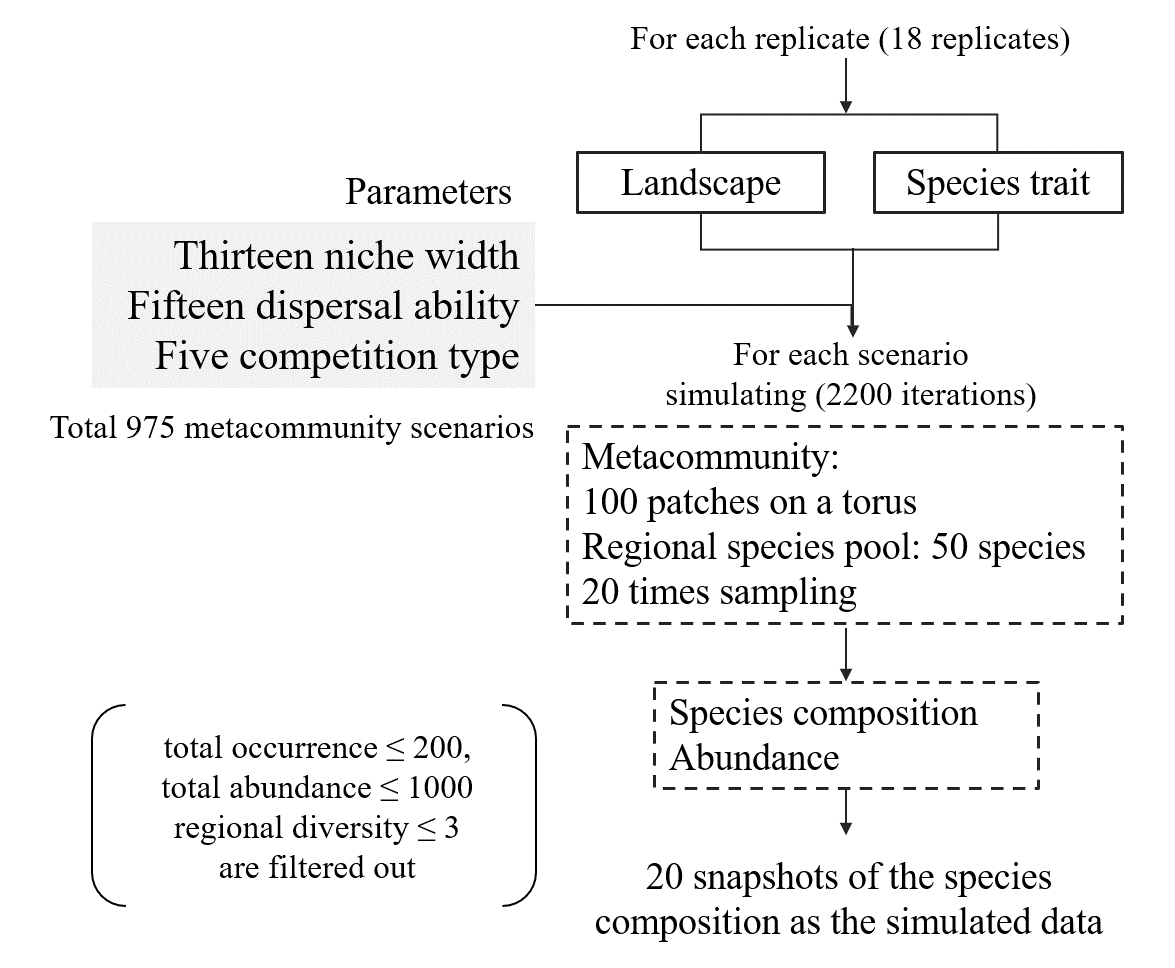 For each replicate (18 replicates)
Landscape
Species trait
Parameters
Thirteen niche width
Fifteen dispersal ability
Five competition type
Total 975 metacommunity scenarios
For each scenario
simulating (2200 iterations)
Metacommunity:
100 patches on a torus
Regional species pool: 50 species
20 times sampling
Species composition
Abundance
total occurrence ≤ 200,
total abundance ≤ 1000
regional diversity ≤ 3
are filtered out
20 snapshots of the species
composition as the simulated data